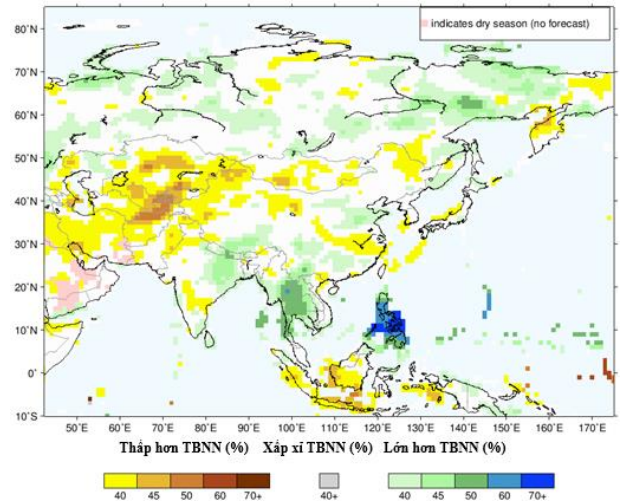 indicates dry season (no forecast)
80˚N
70˚N
60˚N
50˚N
40˚N
30˚N
20˚N
10˚N
0˚
10˚S
50˚E 60˚E 70˚E 80˚E 90˚E 100˚E 110˚E 120˚E 130˚E 140˚E 150˚E 160˚E 170˚E
Thấp hơn TBNN (%) Xấp xỉ TBNN (%) Lớn hơn TBNN (%)
40 45 50 60 70+ 40+ 40 45 50 60 70+